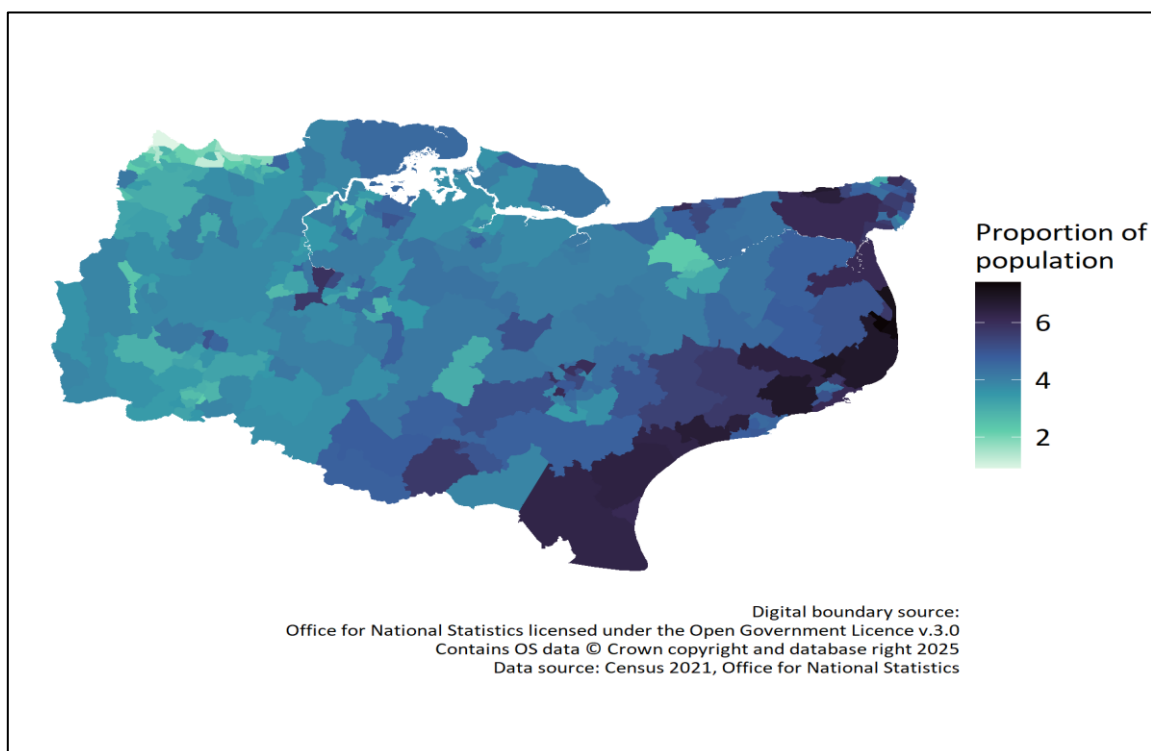 Proportion of
population
6
4
2
Digital boundary source:
Office for National Statistics licensed under the Open Government Licence v.3.0
Contains OS data © Crown copyright and database right 2025
Data source: Census 2021, Office for National Statistics